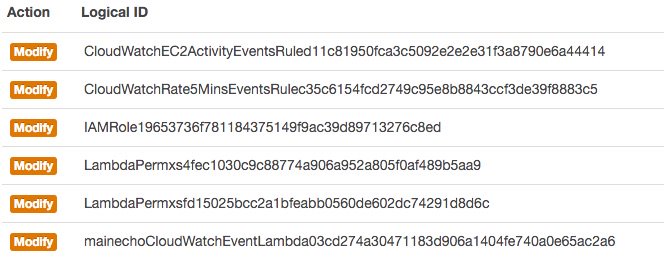 Action Logical ID
Modify CloudWatchEC2ActivityEventsRuled11c81950fca3c5092e2e2e31f3a8790e6a44414
Modify CloudWatchRate5MinsEventsRulec35c6154fcd2749c95e8b8843ccf3de39f8883c5
Modify IAMRole19653736f781184375149f9ac39d89713276c8ed
Modify LambdaPermxs4fec1030c9c88774a906a952a805f0af489b5aa9
Modify LambdaPermxsfd15025bcc2a1bfeabb0560de602dc74291d8d6c
Modify mainechoCloudWatchEventLambda03cd274a30471183d906a1404fe740a0e65ac2a6